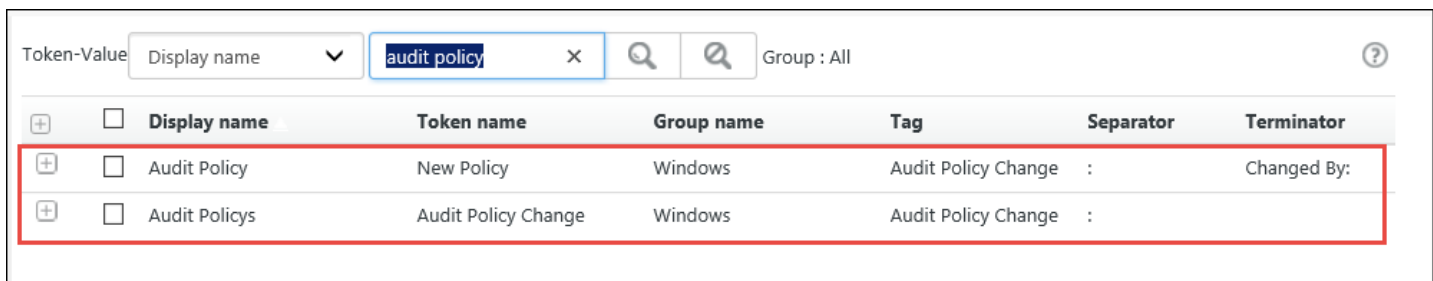 Token-Value Display name audit policy × Group : All ?
Display name Token name Group name Tag Separator Terminator
Audit Policy New Policy Windows Audit Policy Change : Changed By:
Audit Policys Audit Policy Change Windows Audit Policy Change :